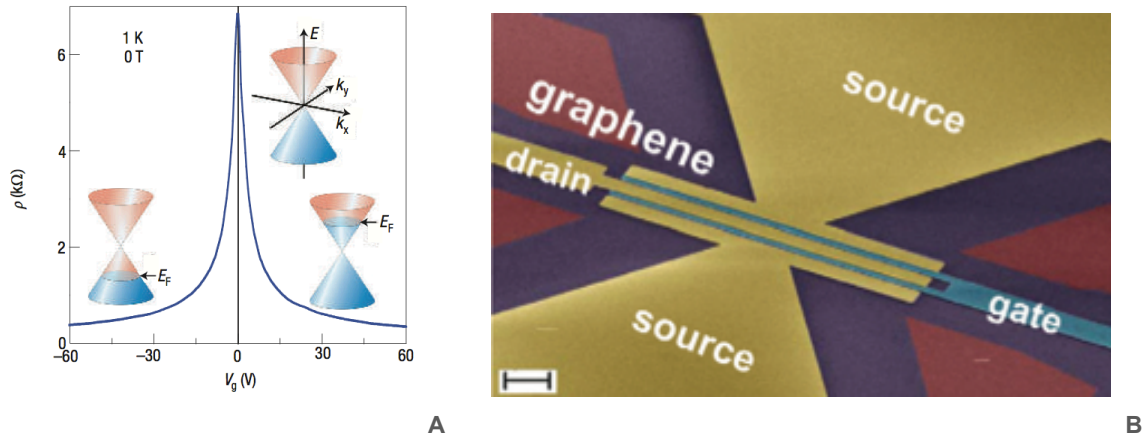 1 K
0 T
E
k_y
k_x
6
4
2
0
ρ (kΩ)
E_F
E_F
−60
−30
0
30
60
V_g (V)
A
graphene
source
drain
gate
source
B